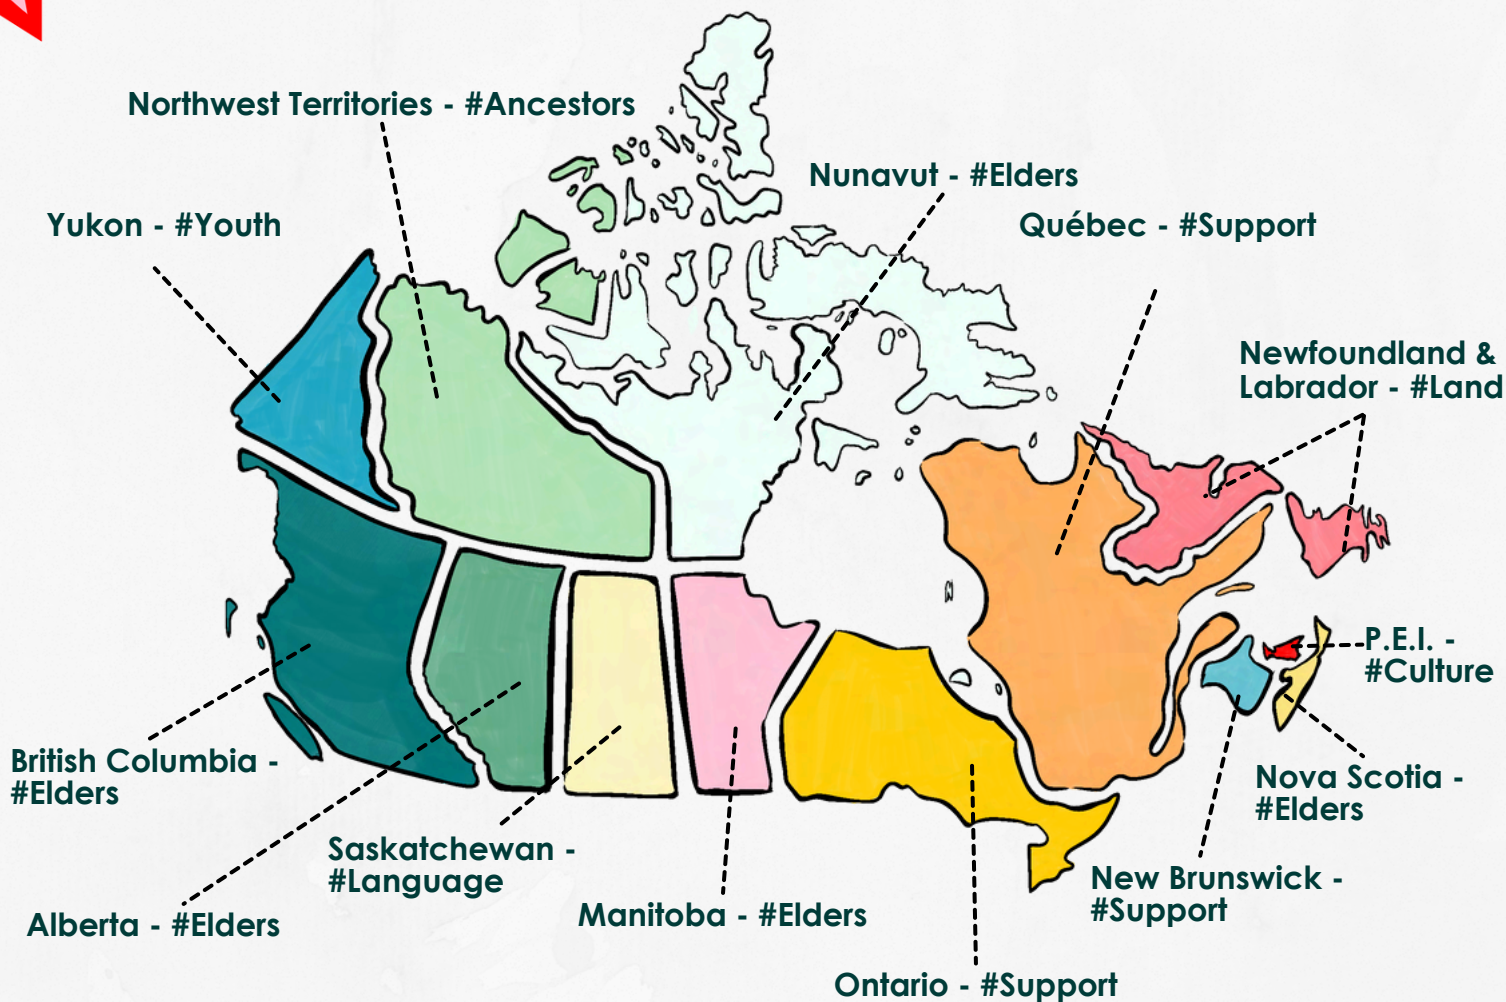 Northwest Territories - #Ancestors
Nunavut - #Elders
Yukon - #Youth
Québec - #Support
Newfoundland &
Labrador - #Land
P.E.I. -
#Culture
British Columbia -
#Elders
Nova Scotia -
#Elders
Saskatchewan -
#Language
New Brunswick -
#Support
Alberta - #Elders
Manitoba - #Elders
Ontario - #Support